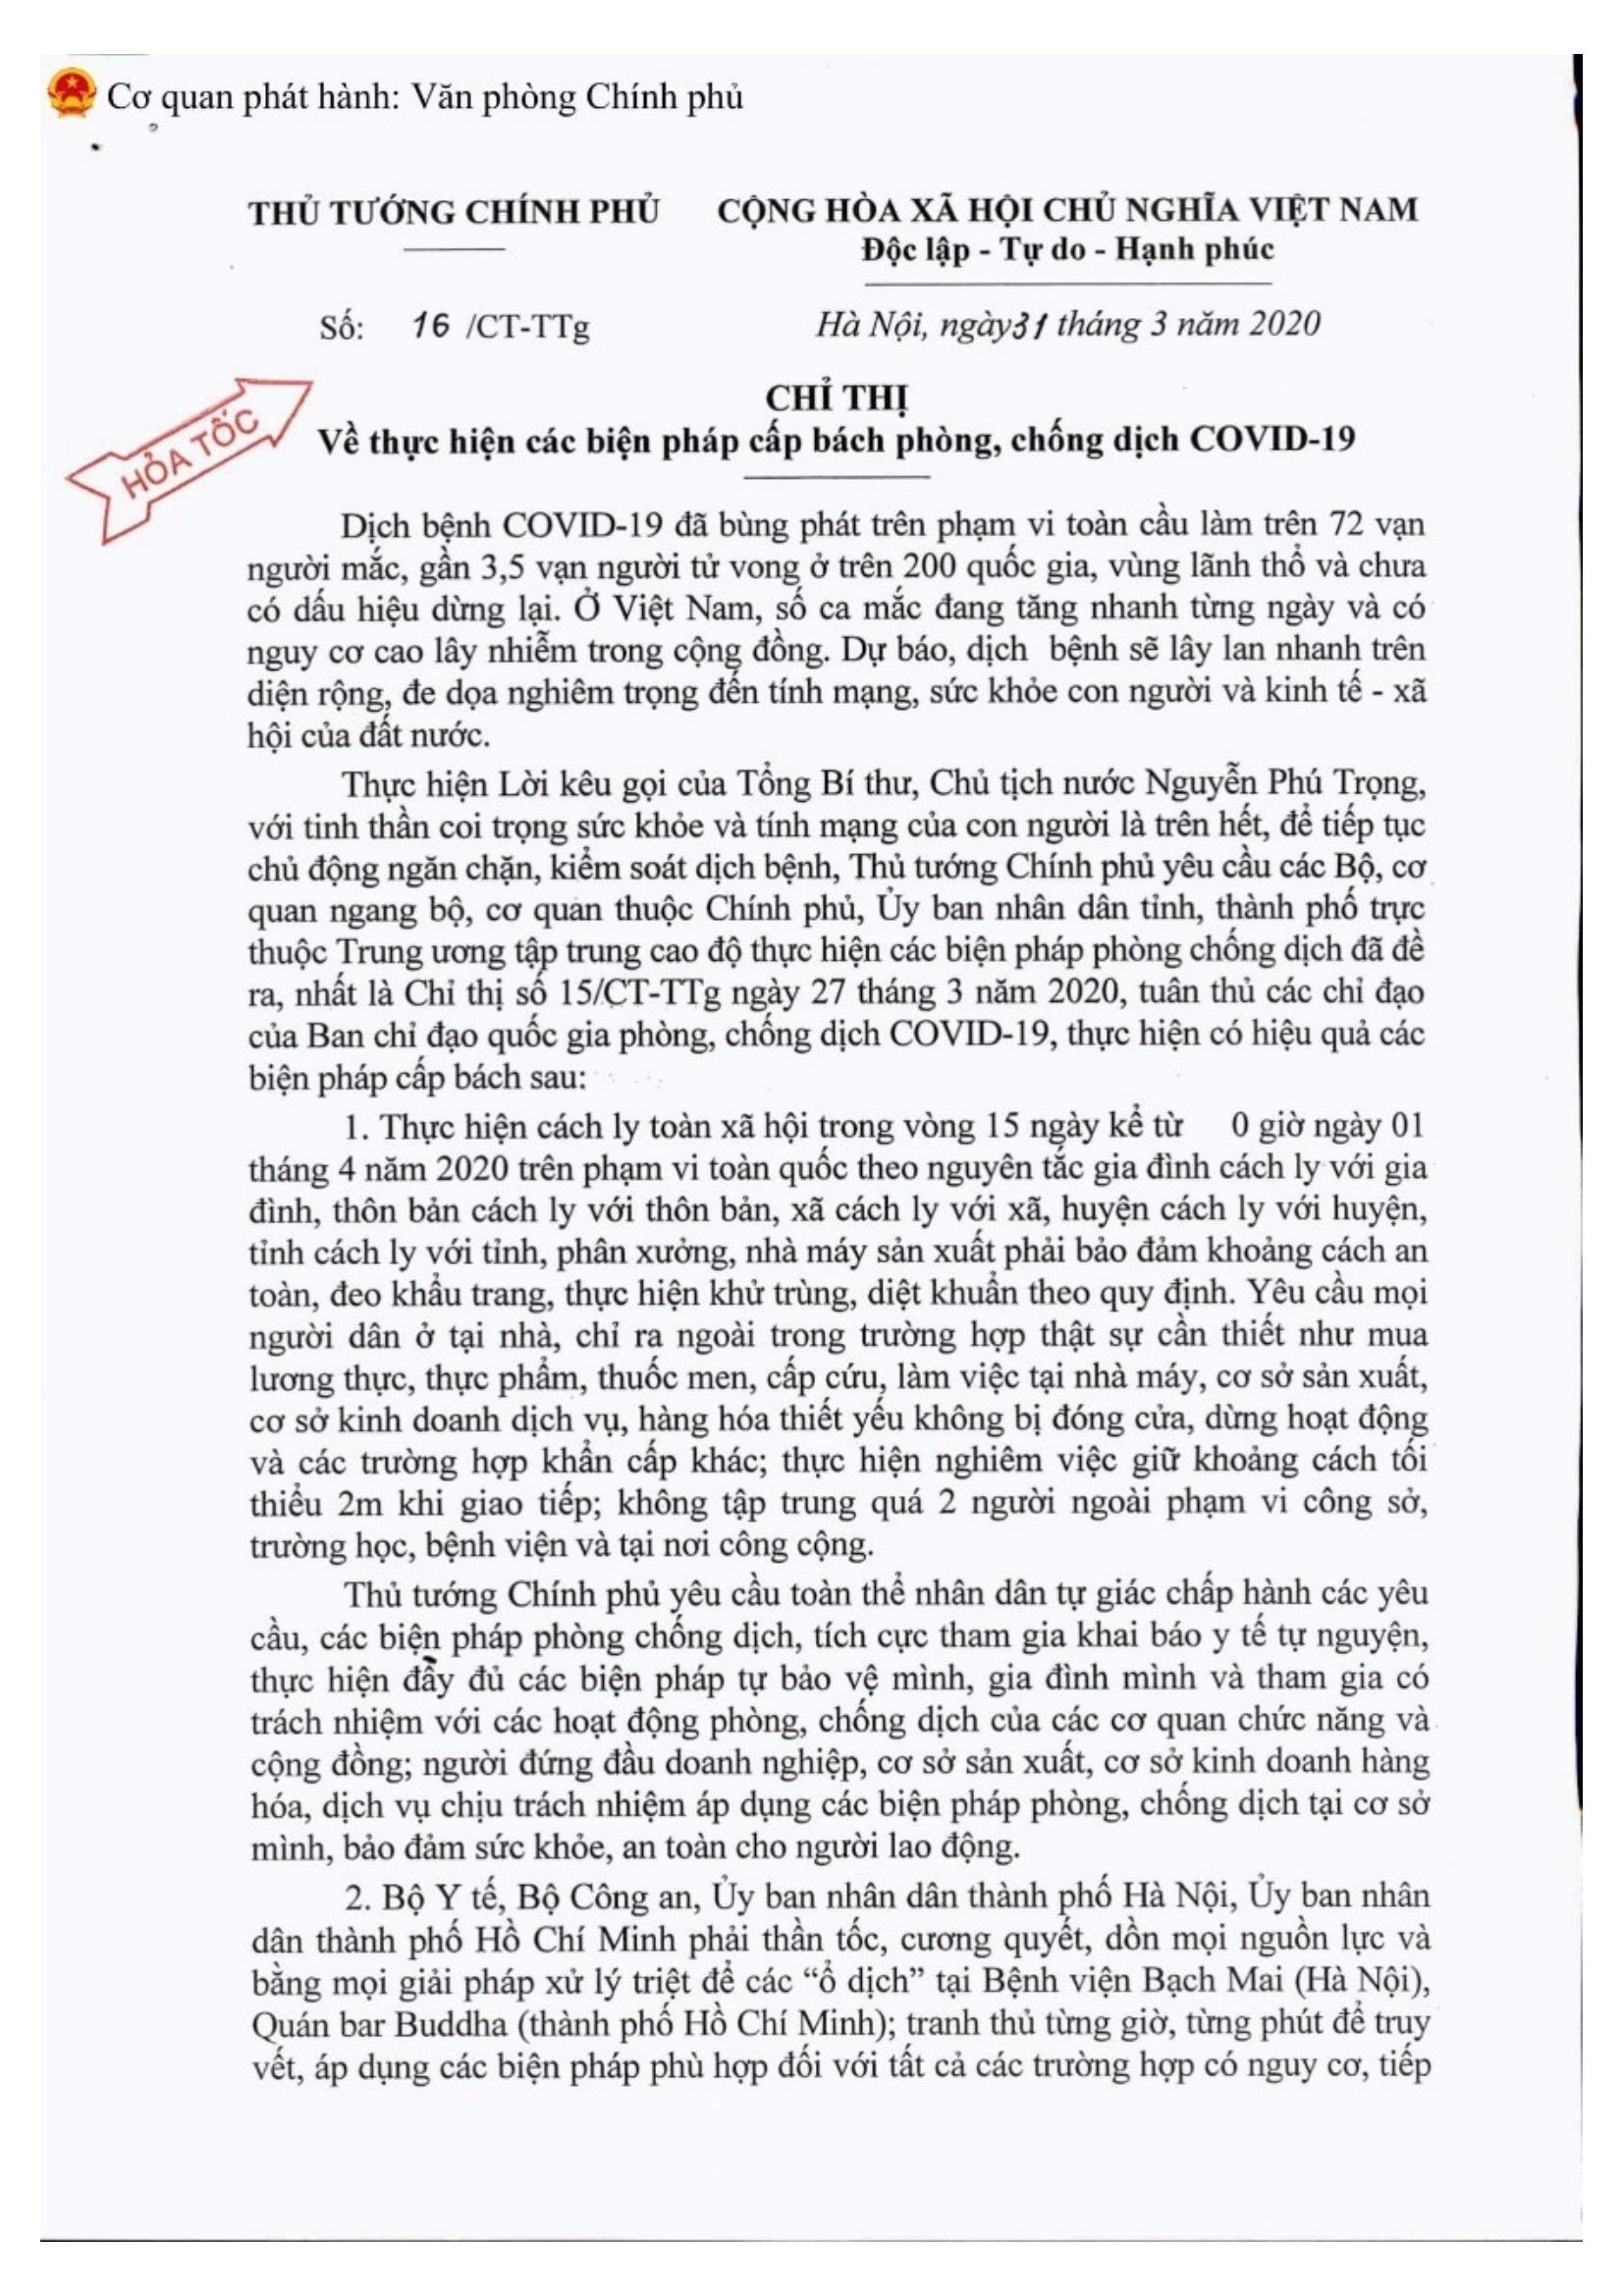 Cơ quan phát hành: Văn phòng Chính phủ
THỦ TƯỚNG CHÍNH PHỦ
CỘNG HÒA XÃ HỘI CHỦ NGHĨA VIỆT NAM
Độc lập - Tự do - Hạnh phúc
Số: 16 /CT-TTg
Hà Nội, ngày 31 tháng 3 năm 2020
HỎA TỐC
CHỈ THỊ
Về thực hiện các biện pháp cấp bách phòng, chống dịch COVID-19
Dịch bệnh COVID-19 đã bùng phát trên phạm vi toàn cầu làm trên 72 vạn
người mắc, gần 3,5 vạn người tử vong ở trên 200 quốc gia, vùng lãnh thổ và chưa
có dấu hiệu dừng lại. Ở Việt Nam, số ca mắc đang tăng nhanh từng ngày và có
nguy cơ cao lây nhiễm trong cộng đồng. Dự báo, dịch bệnh sẽ lây lan nhanh trên
diện rộng, đe dọa nghiêm trọng đến tính mạng, sức khỏe con người và kinh tế - xã
hội của đất nước.
Thực hiện Lời kêu gọi của Tổng Bí thư, Chủ tịch nước Nguyễn Phú Trọng,
với tinh thần coi trọng sức khỏe và tính mạng của con người là trên hết, để tiếp tục
chủ động ngăn chặn, kiểm soát dịch bệnh, Thủ tướng Chính phủ yêu cầu các Bộ, cơ
quan ngang bộ, cơ quan thuộc Chính phủ, Ủy ban nhân dân tỉnh, thành phố trực
thuộc Trung ương tập trung cao độ thực hiện các biện pháp phòng chống dịch đã đề
ra, nhất là Chỉ thị số 15/CT-TTg ngày 27 tháng 3 năm 2020, tuân thủ các chỉ đạo
của Ban chỉ đạo quốc gia phòng, chống dịch COVID-19, thực hiện có hiệu quả các
biện pháp cấp bách sau:
1. Thực hiện cách ly toàn xã hội trong vòng 15 ngày kể từ 0 giờ ngày 01
tháng 4 năm 2020 trên phạm vi toàn quốc theo nguyên tắc gia đình cách ly với gia
đình, thôn bản cách ly với thôn bản, xã cách ly với xã, huyện cách ly với huyện,
tỉnh cách ly với tỉnh, phân xưởng, nhà máy sản xuất phải bảo đảm khoảng cách an
toàn, đeo khẩu trang, thực hiện khử trùng, diệt khuẩn theo quy định. Yêu cầu mọi
người dân ở tại nhà, chỉ ra ngoài trong trường hợp thật sự cần thiết như mua
lương thực, thực phẩm, thuốc men, cấp cứu, làm việc tại nhà máy, cơ sở sản xuất,
cơ sở kinh doanh dịch vụ, hàng hóa thiết yếu không bị đóng cửa, dừng hoạt động
và các trường hợp khẩn cấp khác; thực hiện nghiêm việc giữ khoảng cách tối
thiểu 2m khi giao tiếp; không tập trung quá 2 người ngoài phạm vi công sở,
trường học, bệnh viện và tại nơi công cộng.
Thủ tướng Chính phủ yêu cầu toàn thể nhân dân tự giác chấp hành các yêu
cầu, các biện pháp phòng chống dịch, tích cực tham gia khai báo y tế tự nguyện,
thực hiện đầy đủ các biện pháp tự bảo vệ mình, gia đình mình và tham gia có
trách nhiệm với các hoạt động phòng, chống dịch của các cơ quan chức năng và
cộng đồng; người đứng đầu doanh nghiệp, cơ sở sản xuất, cơ sở kinh doanh hàng
hóa, dịch vụ chịu trách nhiệm áp dụng các biện pháp phòng, chống dịch tại cơ sở
mình, bảo đảm sức khỏe, an toàn cho người lao động.
2. Bộ Y tế, Bộ Công an, Ủy ban nhân dân thành phố Hà Nội, Ủy ban nhân
dân thành phố Hồ Chí Minh phải thần tốc, cương quyết, dồn mọi nguồn lực và
bằng mọi giải pháp xử lý triệt để các “ổ dịch” tại Bệnh viện Bạch Mai (Hà Nội),
Quán bar Buddha (thành phố Hồ Chí Minh); tranh thủ từng giờ, từng phút để truy
vết, áp dụng các biện pháp phù hợp đối với tất cả các trường hợp có nguy cơ, tiếp